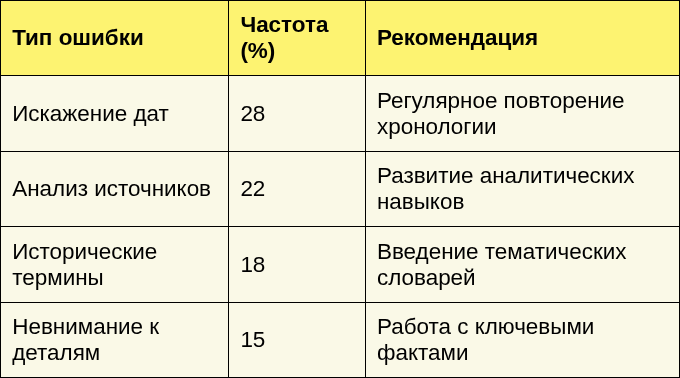 Тип ошибки
Частота
(%)
Рекомендация
Искажение дат
28
Регулярное повторение
хронологии
Анализ источников
22
Развитие аналитических
навыков
Исторические
термины
18
Введение тематических
словарей
Невнимание к
деталям
15
Работа с ключевыми
фактами